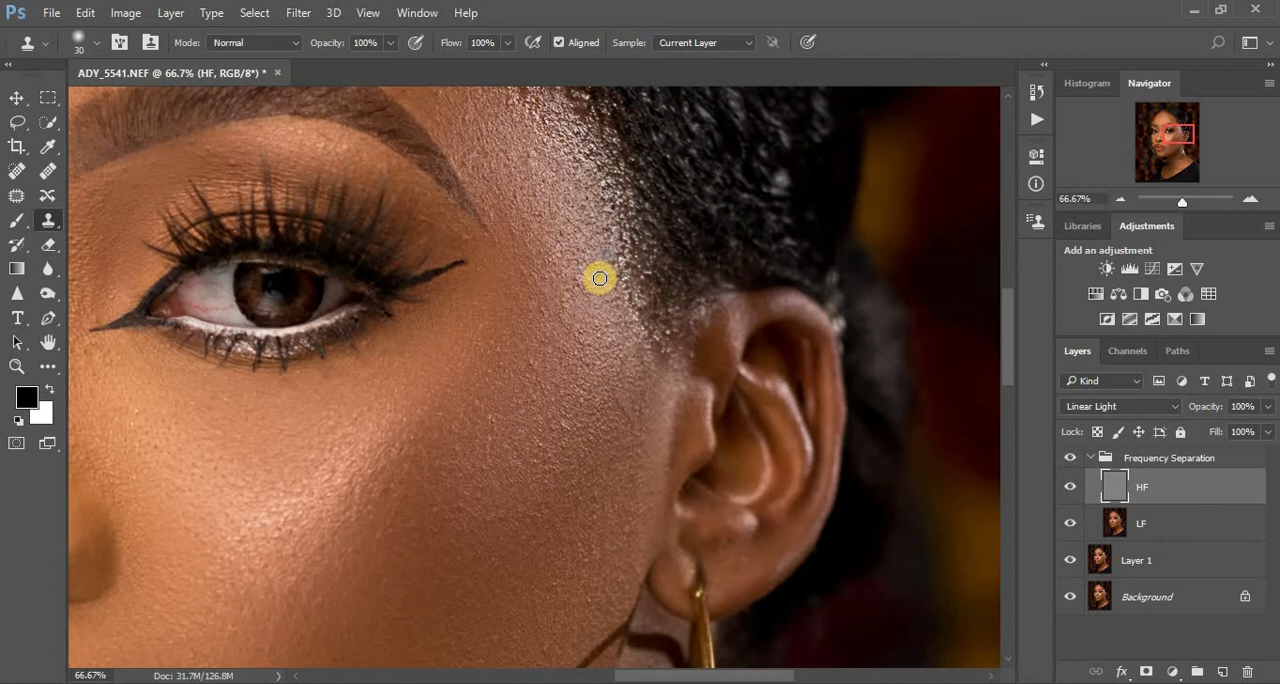 Ps File Edit Image Layer Type Select Filter 3D View Window Help
30 Mode: Normal Opacity: 100% Flow: 100% Aligned Sample: Current Layer
ADY_5541.NEF @ 66.7% (HF, RGB/8*) *
Histogram Navigator
66.67%
Libraries Adjustments
Add an adjustment
Layers Channels Paths
Kind
Linear Light Opacity: 100%
Lock: Fill: 100%
Frequency Separation
HF
LF
Layer 1
Background
66.67% Doc: 31.7M/126.8M